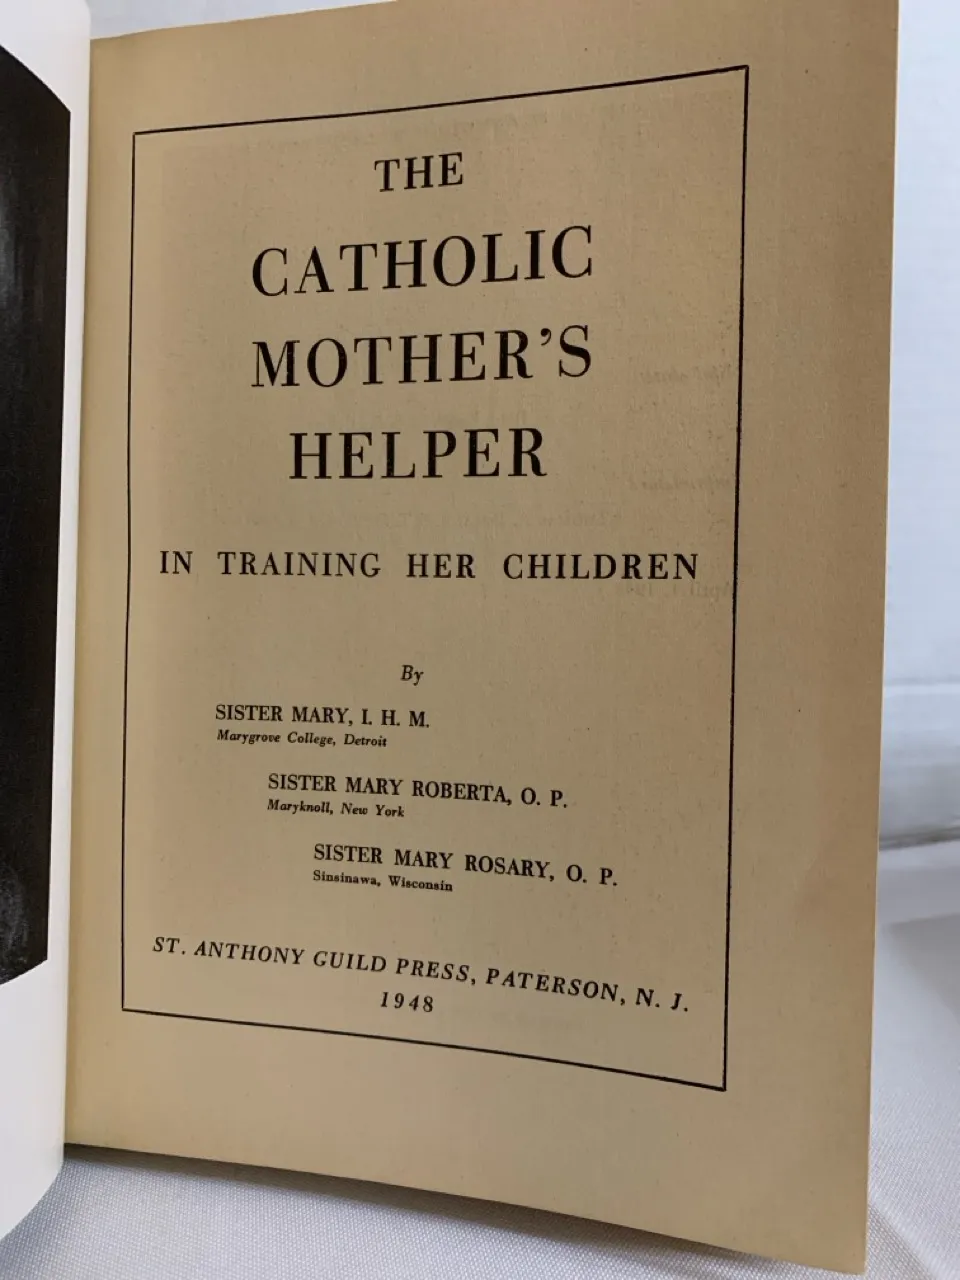 THE
CATHOLIC
MOTHER'S
HELPER
IN TRAINING HER CHILDREN
By
SISTER MARY, I. H. M.
Marygrove College, Detroit
SISTER MARY ROBERTA, O. P.
Maryknoll, New York
SISTER MARY ROSARY, O. P.
Sinsinawa, Wisconsin
ST. ANTHONY GUILD PRESS, PATERSON, N. J.
1948